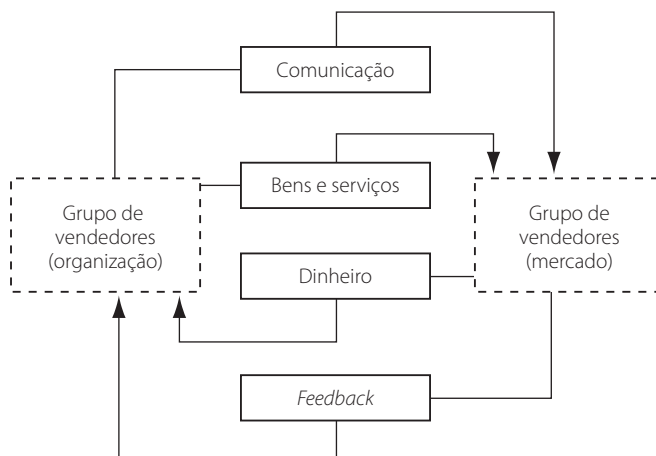 Comunicação
Bens e serviços
Grupo de
vendedores
(organização)
Grupo de
vendedores
(mercado)
Dinheiro
Feedback